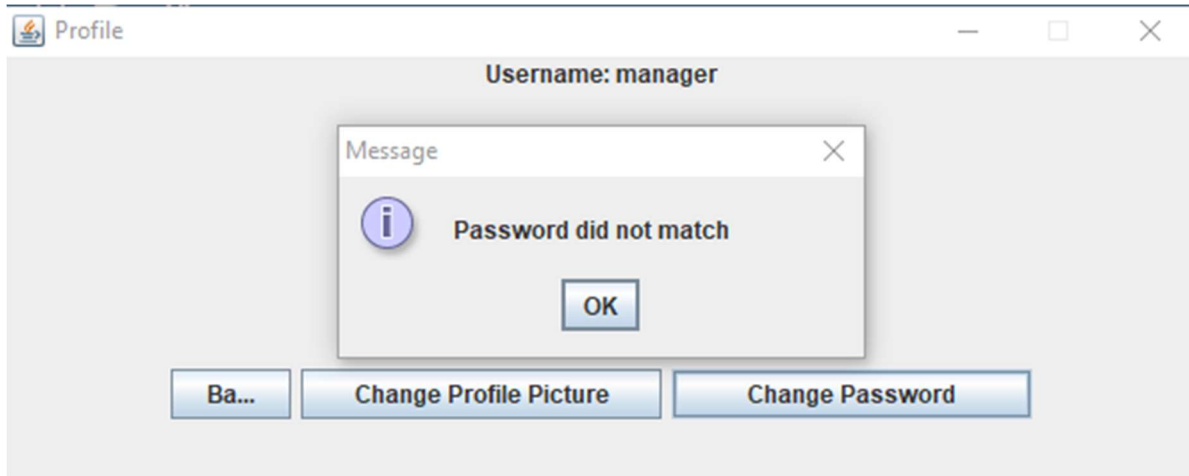 Profile
Username: manager
Message
Password did not match
OK
Ba... Change Profile Picture Change Password